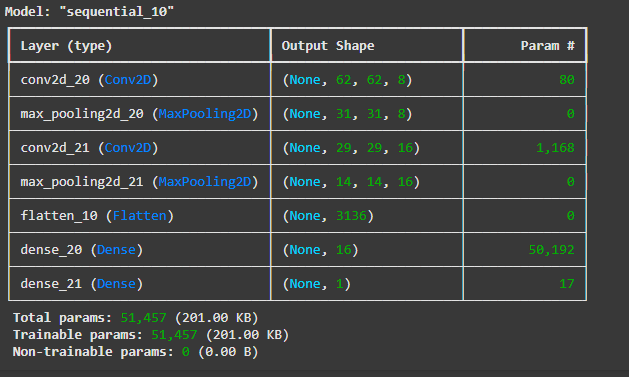 Model: "sequential_10"
Layer (type) Output Shape Param #
conv2d_20 (Conv2D) (None, 62, 62, 8) 80
max_pooling2d_20 (MaxPooling2D) (None, 31, 31, 8) 0
conv2d_21 (Conv2D) (None, 29, 29, 16) 1,168
max_pooling2d_21 (MaxPooling2D) (None, 14, 14, 16) 0
flatten_10 (Flatten) (None, 3136) 0
dense_20 (Dense) (None, 16) 50,192
dense_21 (Dense) (None, 1) 17
Total params: 51,457 (201.00 KB)
Trainable params: 51,457 (201.00 KB)
Non-trainable params: 0 (0.00 B)